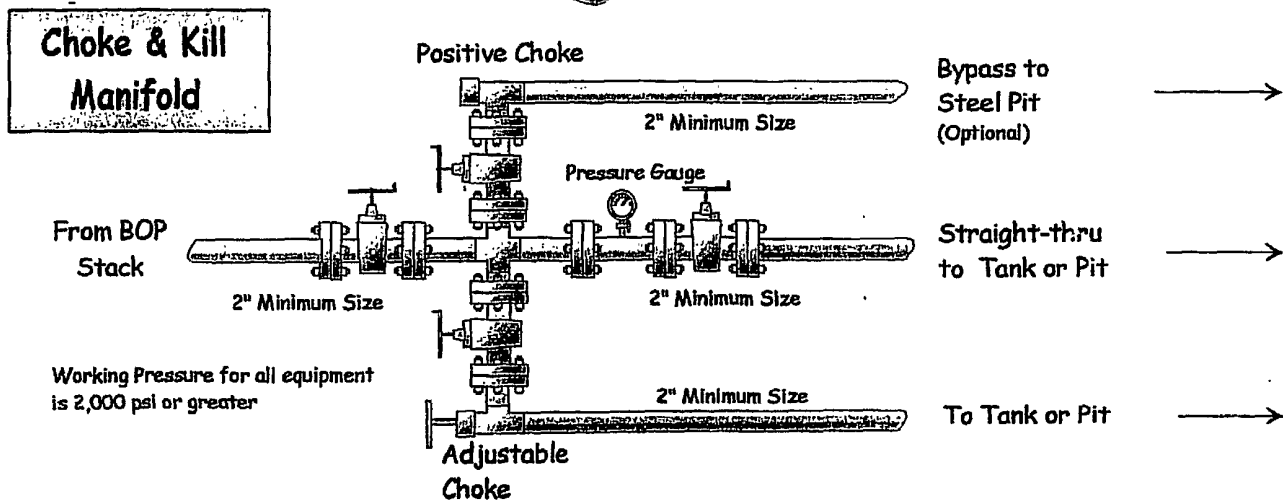 Choke & Kill
Manifold
Positive Choke
Bypass to
Steel Pit
(Optional)
2" Minimum Size
Pressure Gauge
From BOP
Stack
Straight-thru
to Tank or Pit
2" Minimum Size
2" Minimum Size
Working Pressure for all equipment
is 2,000 psi or greater
2" Minimum Size
To Tank or Pit
Adjustable
Choke